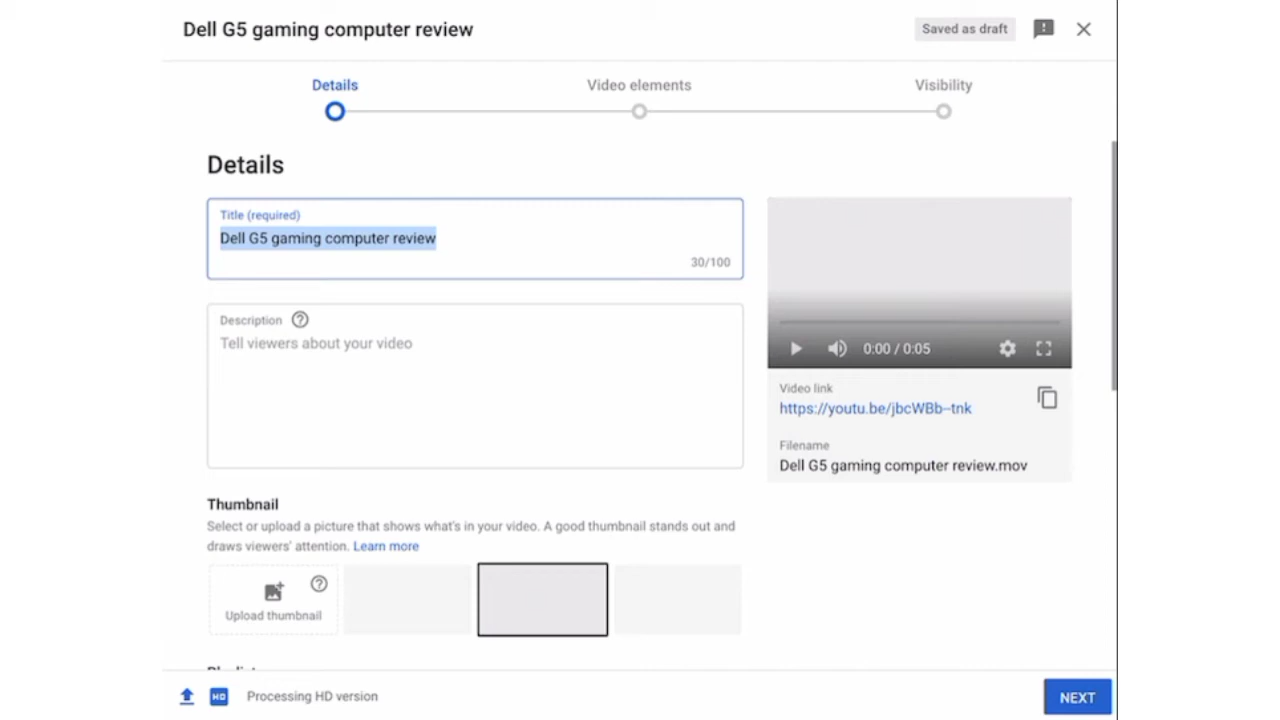 Dell G5 gaming computer review
Saved as draft
Details
Video elements
Visibility
Details
Title (required)
Dell G5 gaming computer review
30/100
Description
Tell viewers about your video
0:00 / 0:05
Video link
https://youtu.be/jbcWBb--tnk
Filename
Dell G5 gaming computer review.mov
Thumbnail
Select or upload a picture that shows what's in your video. A good thumbnail stands out and
draws viewers' attention. Learn more
Upload thumbnail
HD
Processing HD version
NEXT